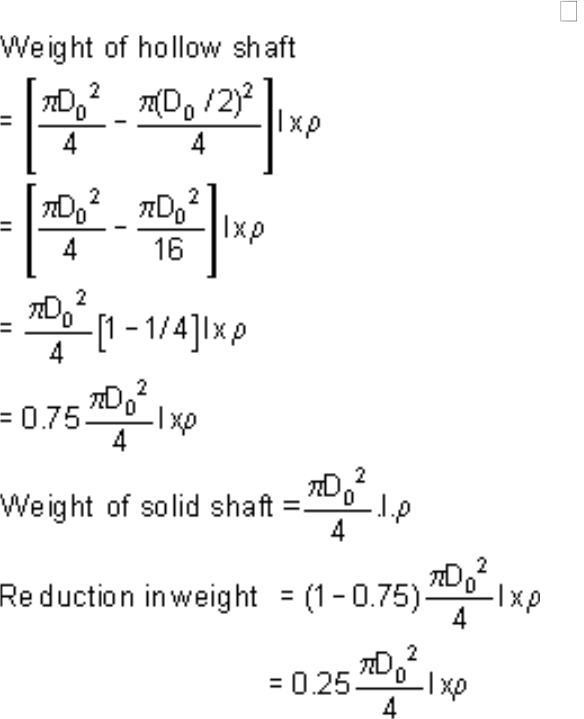 Weight of hollow shaft
= [πD₀²/4 − π(D₀/2)²/4] l x ρ
= [πD₀²/4 − πD₀²/16] l x ρ
= πD₀²/4 [1 − 1/4] l x ρ
= 0.75 πD₀²/4 l xρ
Weight of solid shaft = πD₀²/4 .l.ρ
Reduction in weight = (1 − 0.75) πD₀²/4 l x ρ
= 0.25 πD₀²/4 l xρ